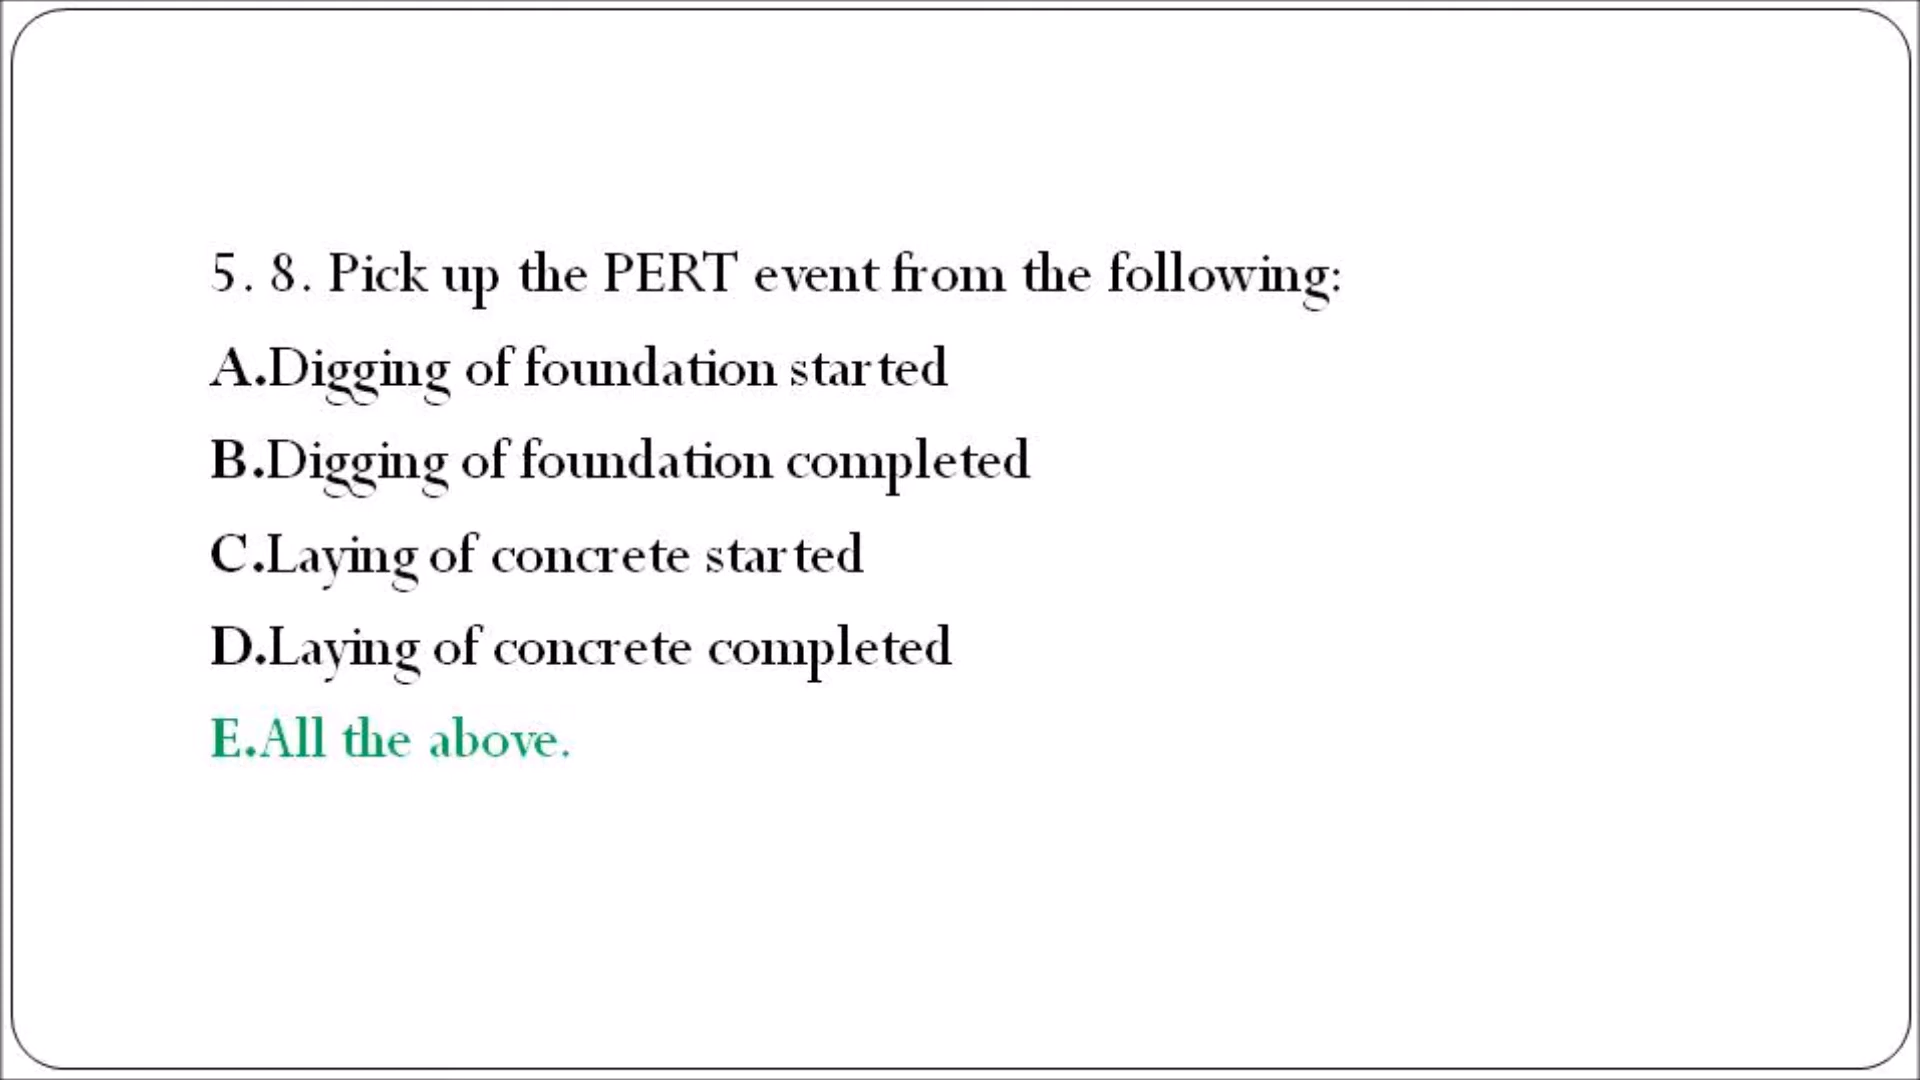 5. 8. Pick up the PERT event from the following:
A.Digging of foundation started
B.Digging of foundation completed
C.Laying of concrete started
D.Laying of concrete completed
E.All the above.